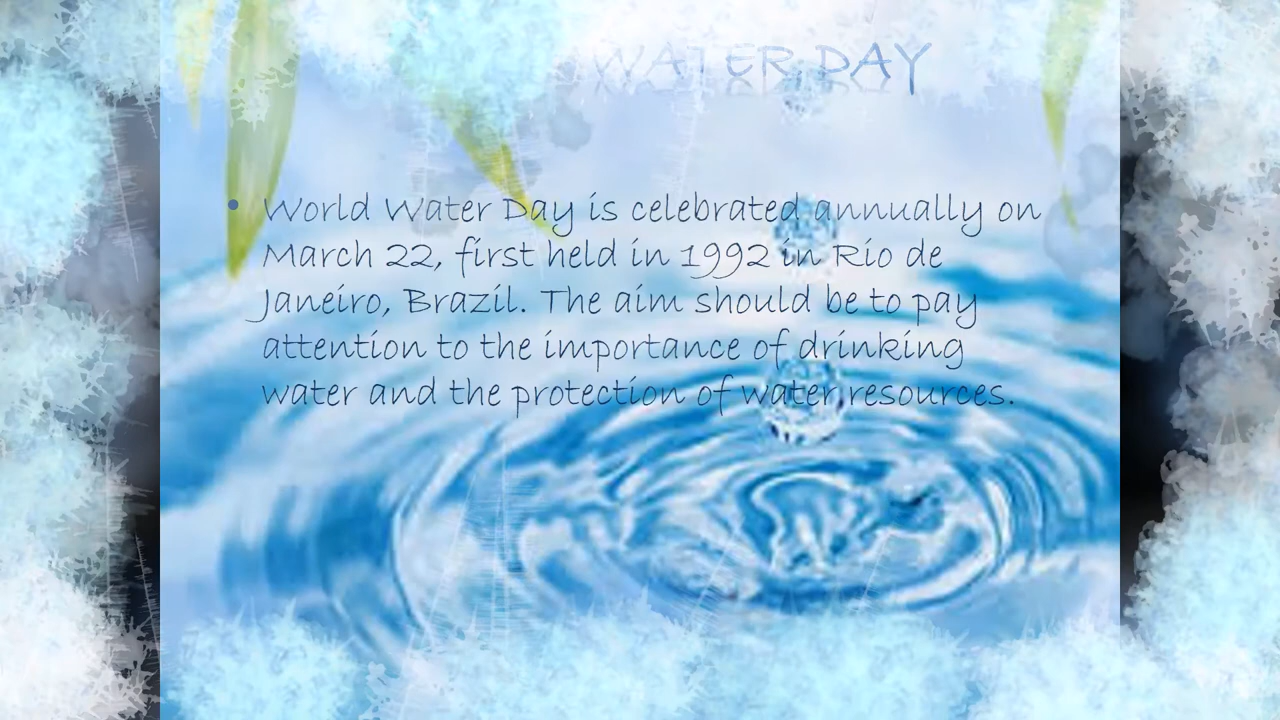 WATER DAY
• World Water Day is celebrated annually on
March 22, first held in 1992 in Rio de
Janeiro, Brazil. The aim should be to pay
attention to the importance of drinking
water and the protection of water resources.